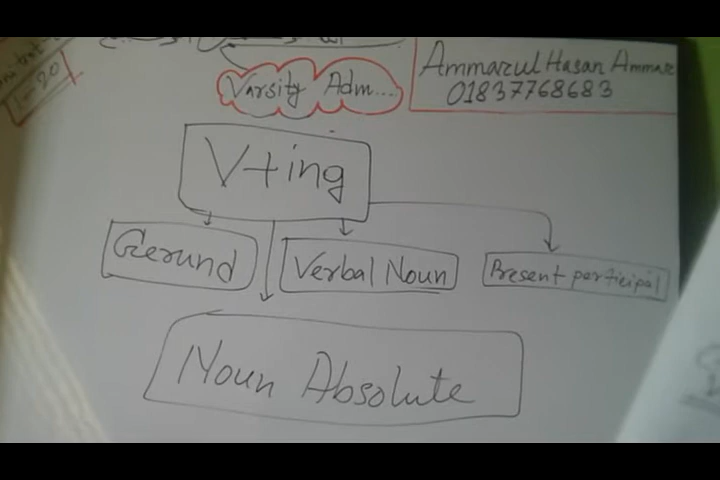 Varsity Adm...
Ammarul Hasan Ammar
01837768683
V+ing
Gerund
Verbal Noun
Present participal
Noun Absolute